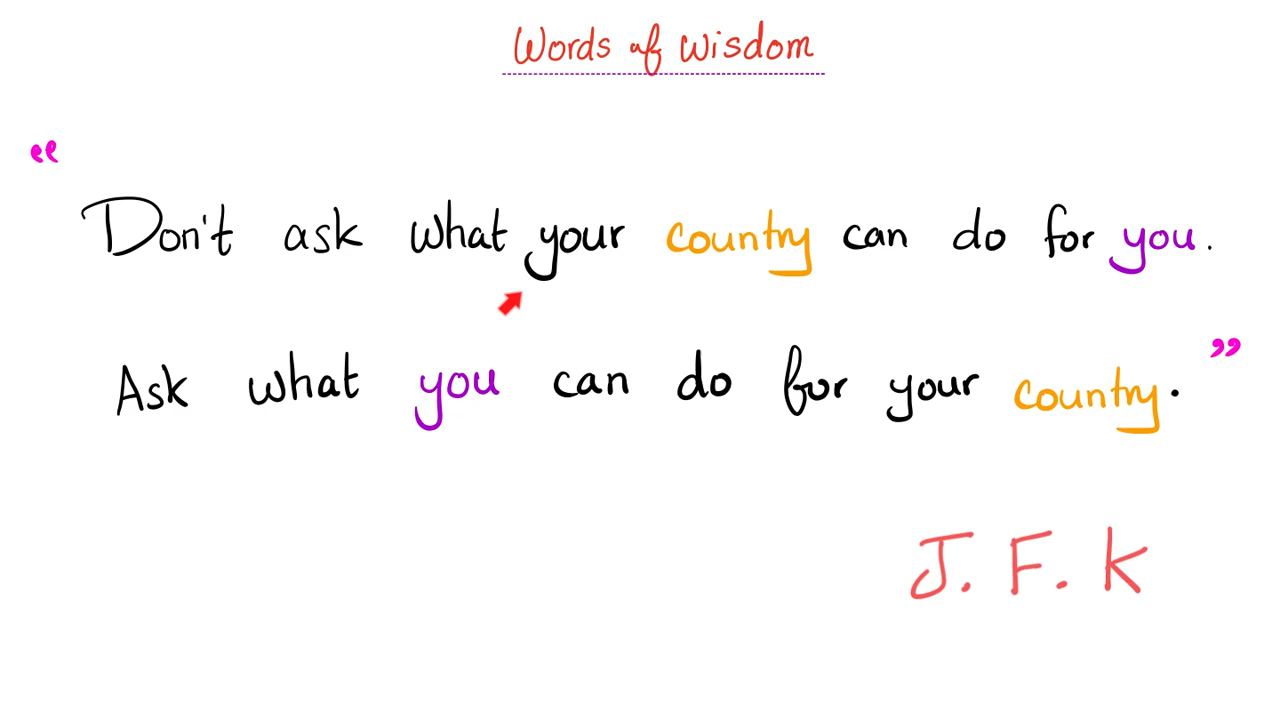 Words of Wisdom
“
Don't ask what your country can do for you.
Ask what you can do for your country. ”
J. F. K